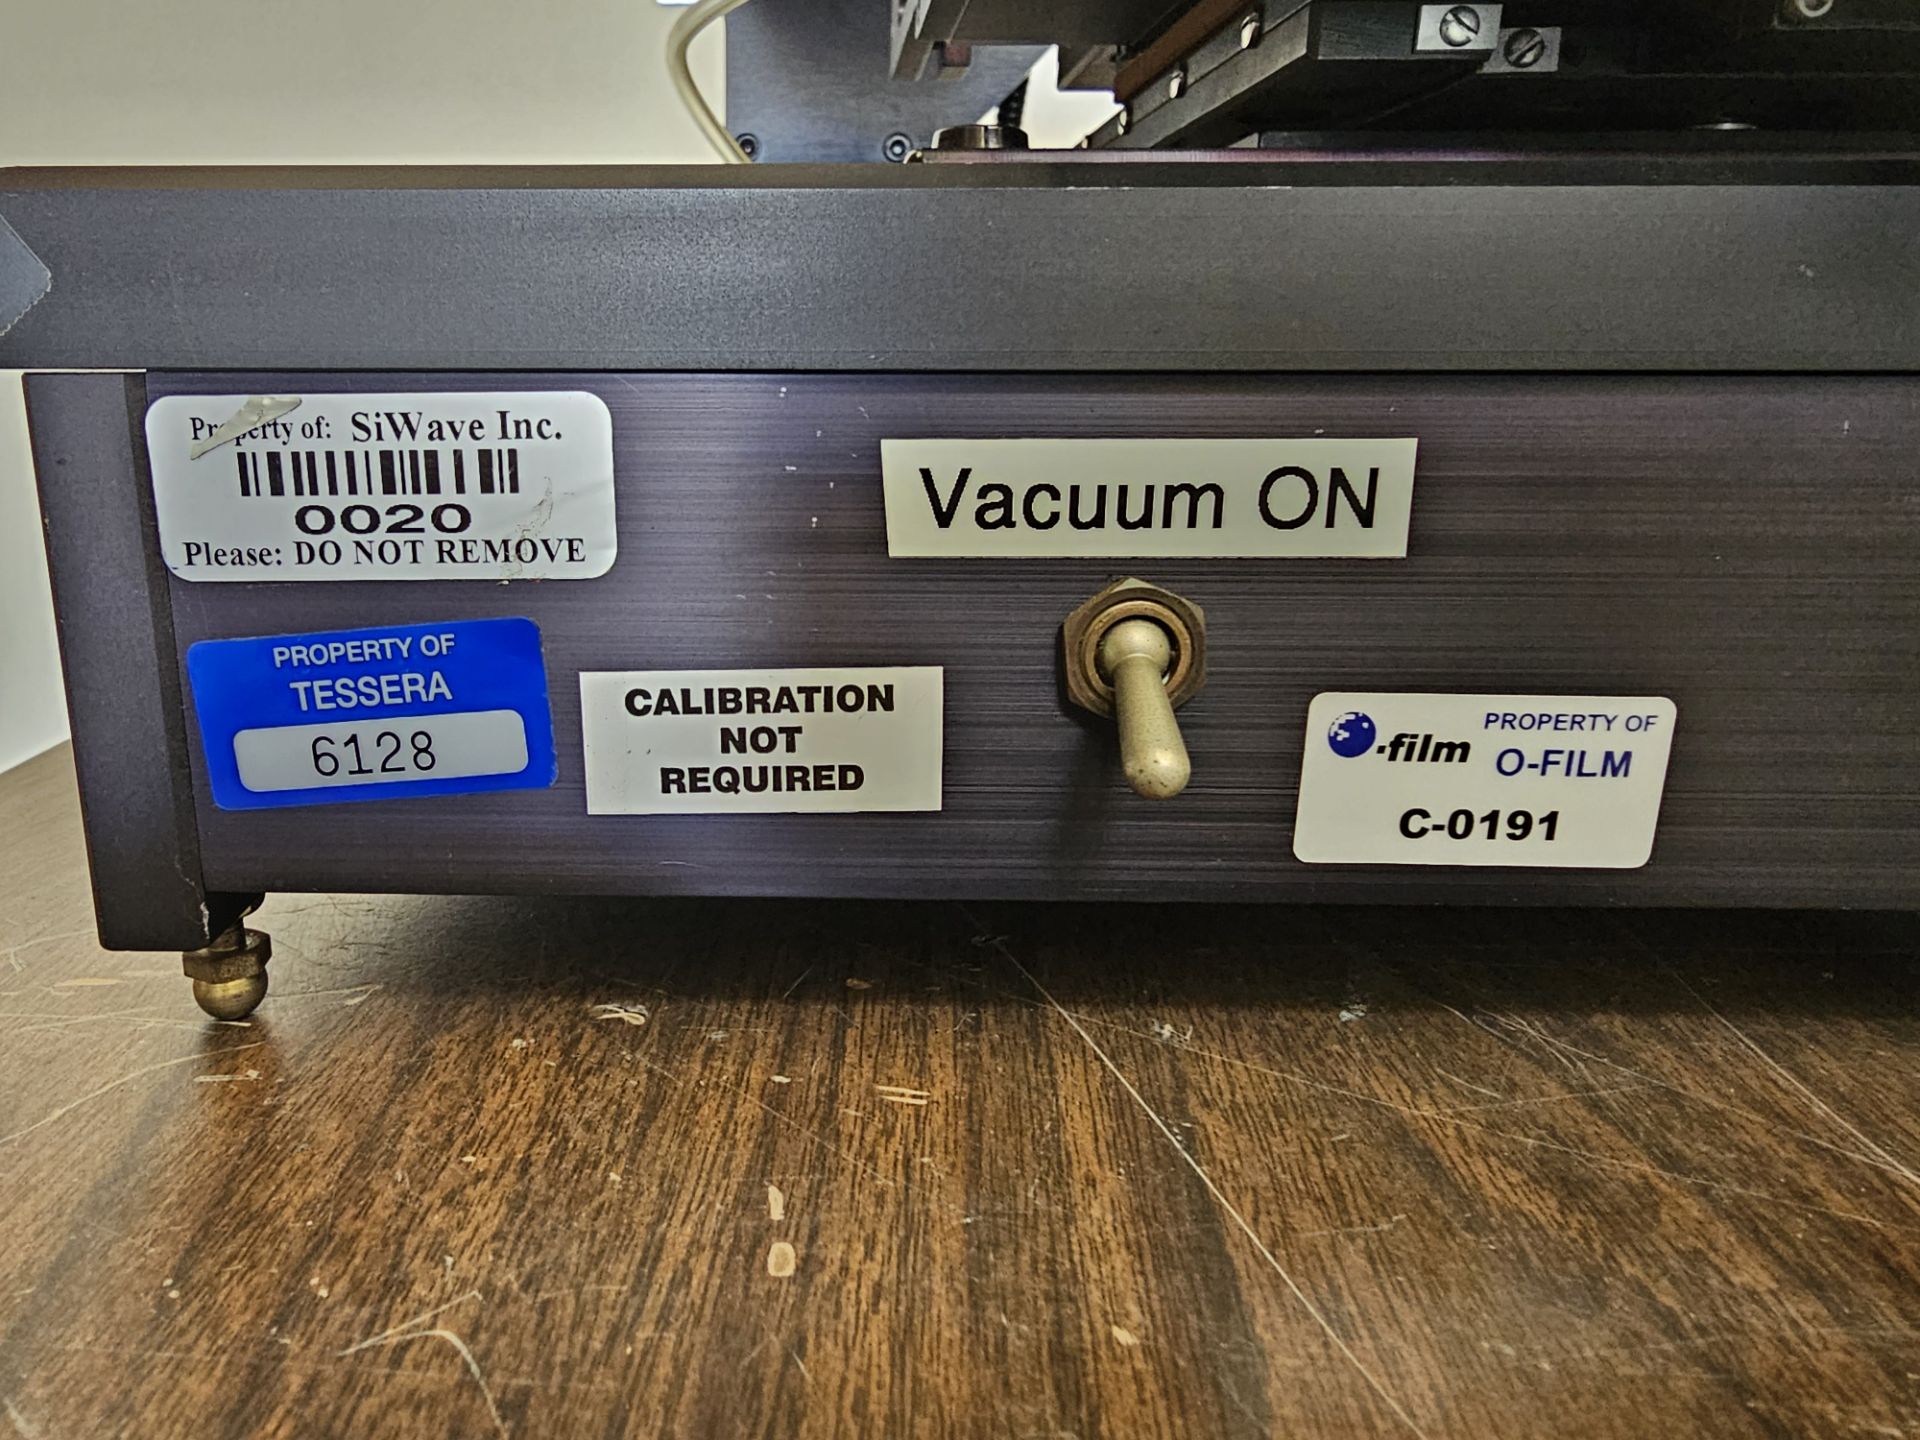 Property of: SiWave Inc.
0020
Please: DO NOT REMOVE
Vacuum ON
PROPERTY OF
TESSERA
6128
CALIBRATION
NOT
REQUIRED
.film
PROPERTY OF
O-FILM
C-0191